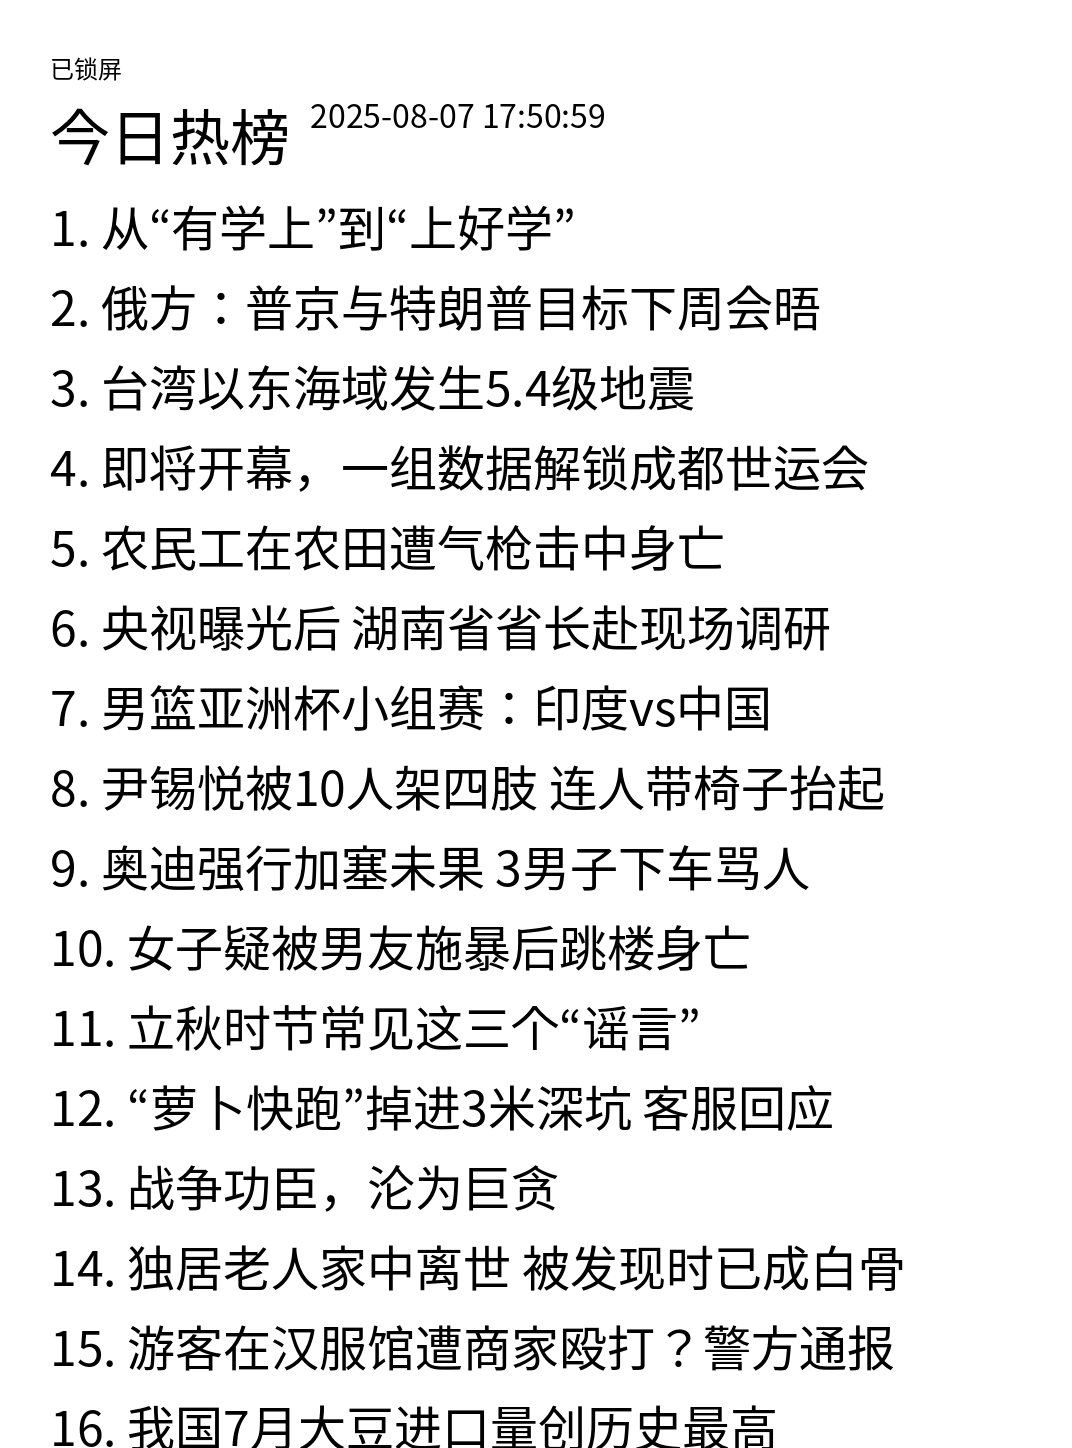 已锁屏
今日热榜 2025-08-07 17:50:59
1. 从“有学上”到“上好学”
2. 俄方：普京与特朗普目标下周会晤
3. 台湾以东海域发生5.4级地震
4. 即将开幕，一组数据解锁成都世运会
5. 农民工在农田遭气枪击中身亡
6. 央视曝光后 湖南省省长赴现场调研
7. 男篮亚洲杯小组赛：印度vs中国
8. 尹锡悦被10人架四肢 连人带椅子抬起
9. 奥迪强行加塞未果 3男子下车骂人
10. 女子疑被男友施暴后跳楼身亡
11. 立秋时节常见这三个“谣言”
12. “萝卜快跑”掉进3米深坑 客服回应
13. 战争功臣，沦为巨贪
14. 独居老人家中离世 被发现时已成白骨
15. 游客在汉服馆遭商家殴打？警方通报
16. 我国7月大豆进口量创历史最高